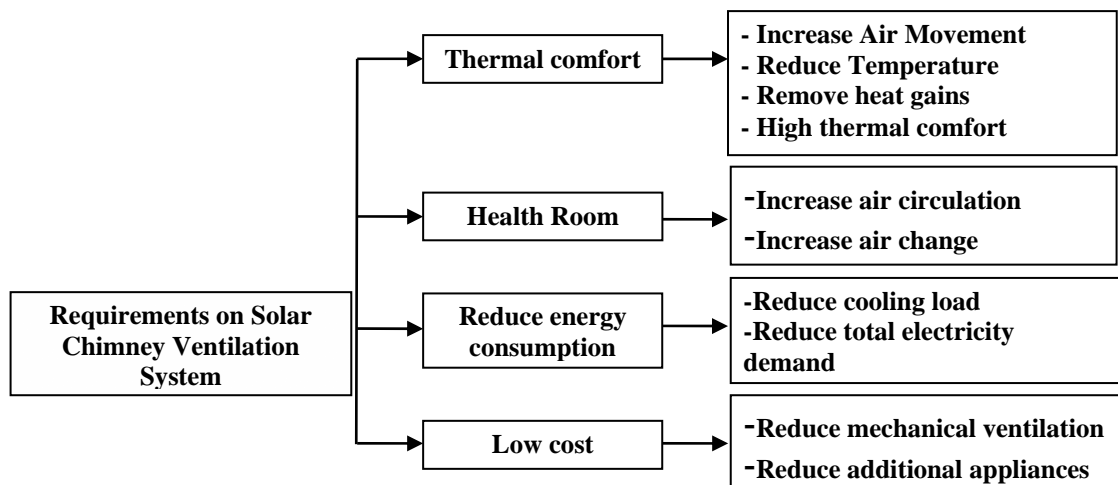 Thermal comfort
- Increase Air Movement
- Reduce Temperature
- Remove heat gains
- High thermal comfort
Health Room
-Increase air circulation
-Increase air change
Requirements on Solar
Chimney Ventilation
System
Reduce energy
consumption
-Reduce cooling load
-Reduce total electricity
demand
Low cost
-Reduce mechanical ventilation
-Reduce additional appliances